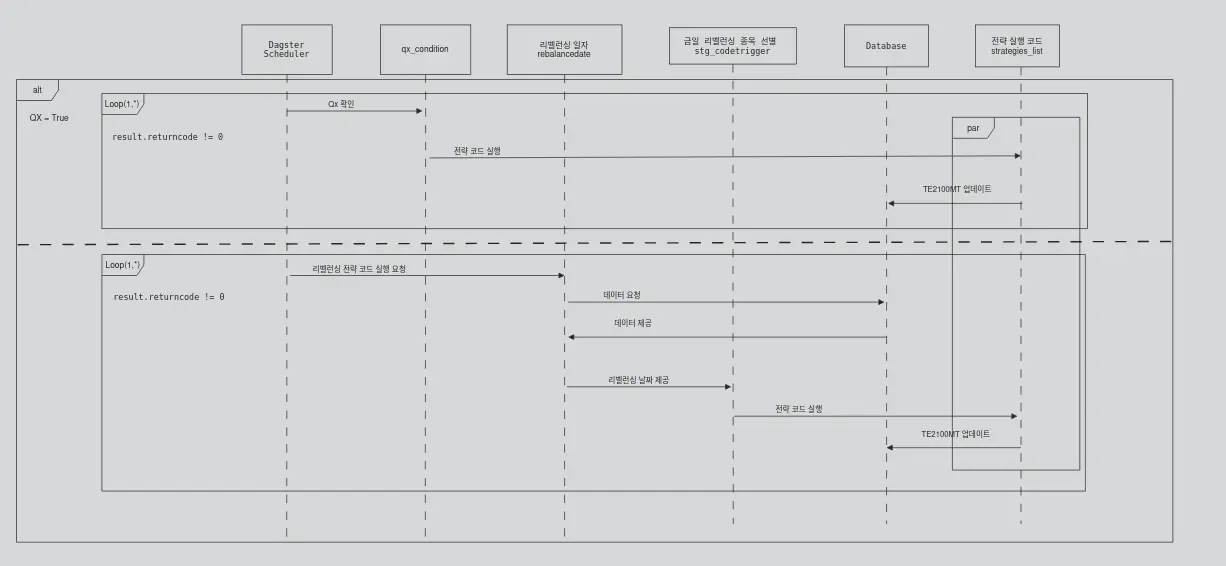 Dagster
Scheduler
qx_condition
리밸런싱 일자
rebalancedate
금일 리밸런싱 종목 선별
stg_codetrigger
Database
전략 실행 코드
strategies_list
alt
QX = True
Loop(1,*)
result.returncode != 0
Qx 확인
par
전략 코드 실행
TE2100MT 업데이트
Loop(1,*)
result.returncode != 0
리밸런싱 전략 코드 실행 요청
데이터 요청
데이터 제공
리밸런싱 날짜 제공
전략 코드 실행
TE2100MT 업데이트